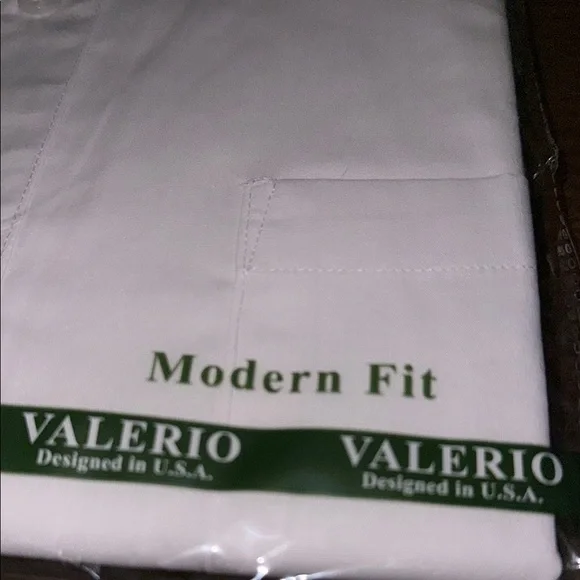 Modern Fit
VALERIO
Designed in U.S.A.
VALERIO
Designed in U.S.A.